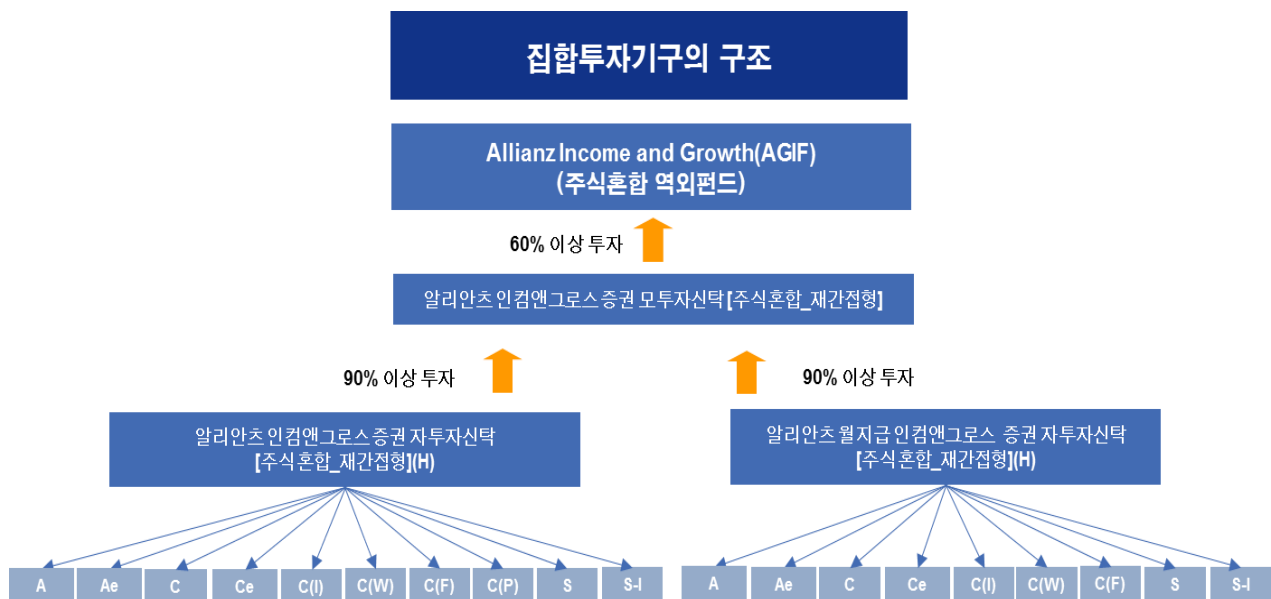 집합투자기구의 구조
Allianz Income and Growth(AGIF)
(주식혼합 역외펀드)
60% 이상 투자
알리안츠 인컴앤그로스 증권 모투자신탁[주식혼합_재간접형]
90% 이상 투자
90% 이상 투자
알리안츠 인컴앤그로스 증권 자투자신탁
[주식혼합_재간접형](H)
알리안츠 월지급 인컴앤그로스 증권 자투자신탁
[주식혼합_재간접형](H)
A Ae C Ce C(I) C(W) C(F) C(P) S S-I
A Ae C Ce C(I) C(W) C(F) S S-I